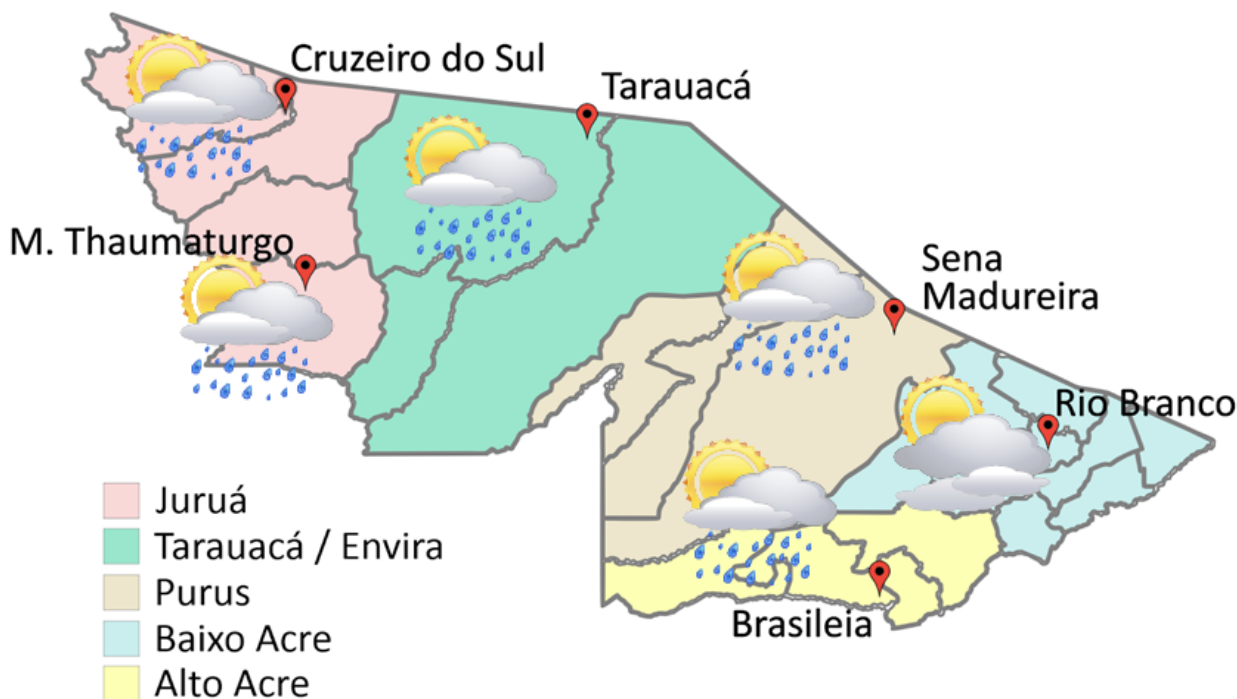 Cruzeiro do Sul
Tarauacá
M. Thaumaturgo
Sena
Madureira
Rio Branco
Brasileia
Juruá
Tarauacá / Envira
Purus
Baixo Acre
Alto Acre